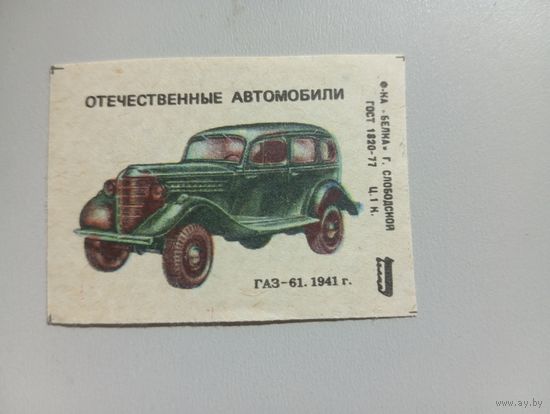 ОТЕЧЕСТВЕННЫЕ АВТОМОБИЛИ
Ф-КА „БЕЛКА" Г. СЛОБОДСКОЙ
ГОСТ 1820-77 Ц. 1 К.
ГАЗ-61. 1941 г.
www.ay.by